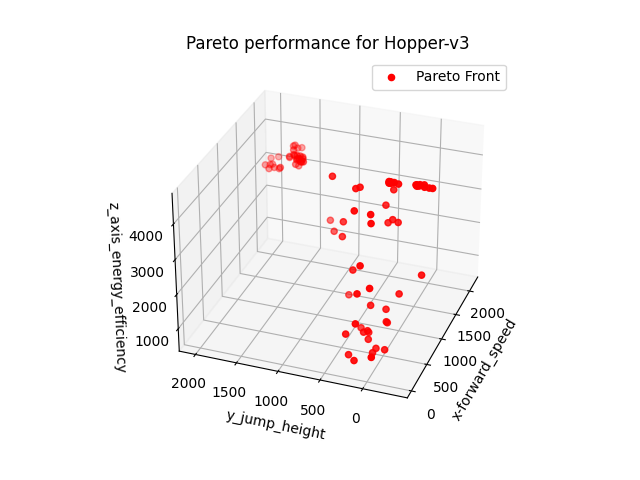 Pareto performance for Hopper-v3
Pareto Front
z_axis_energy_efficiency
4000
3000
2000
1000
2000
1500
1000
500
0
y_jump_height
2000
1500
1000
500
0
x-forward_speed